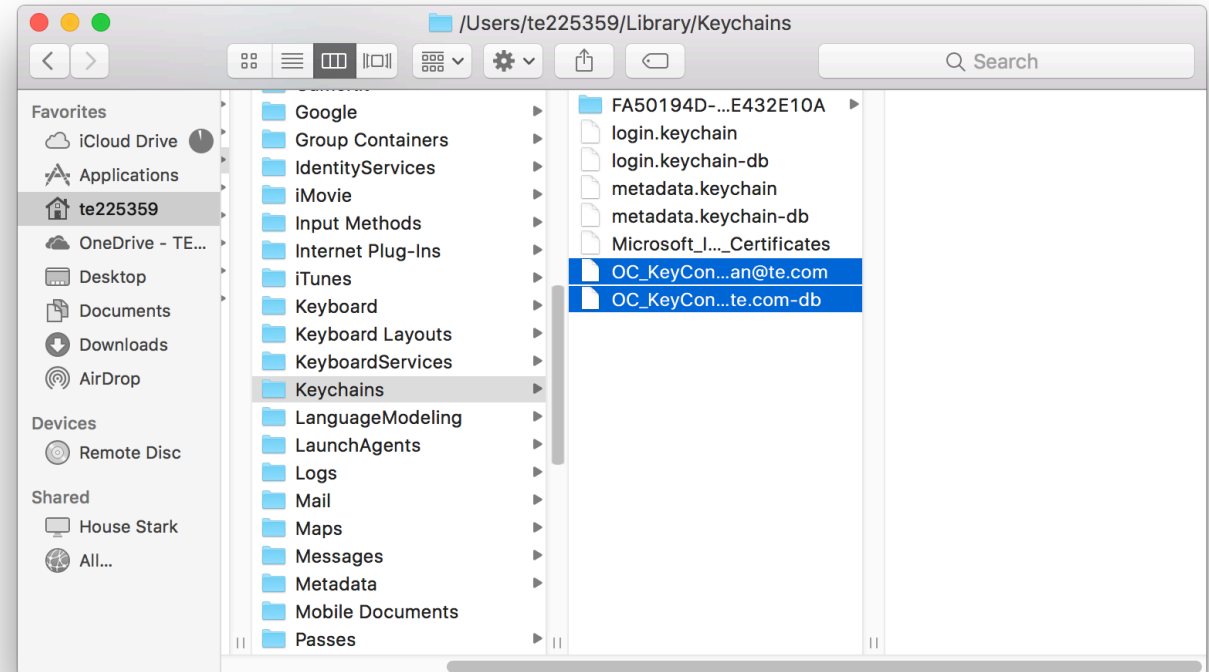 /Users/te225359/Library/Keychains
Search
Favorites
iCloud Drive
Applications
te225359
OneDrive - TE...
Desktop
Documents
Downloads
AirDrop
Devices
Remote Disc
Shared
House Stark
All...
Google
Group Containers
IdentityServices
iMovie
Input Methods
Internet Plug-Ins
iTunes
Keyboard
Keyboard Layouts
KeyboardServices
Keychains
LanguageModeling
LaunchAgents
Logs
Mail
Maps
Messages
Metadata
Mobile Documents
Passes
FA50194D-...E432E10A
login.keychain
login.keychain-db
metadata.keychain
metadata.keychain-db
Microsoft_I..._Certificates
OC_KeyCon...an@te.com
OC_KeyCon...te.com-db